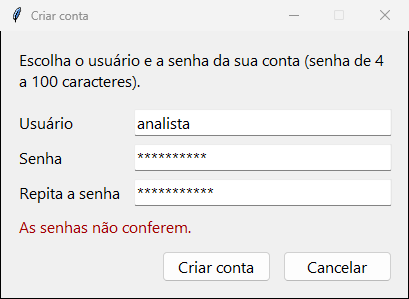 Criar conta
Escolha o usuário e a senha da sua conta (senha de 4
a 100 caracteres).
Usuário analista
Senha **********
Repita a senha ***********
As senhas não conferem.
Criar conta Cancelar